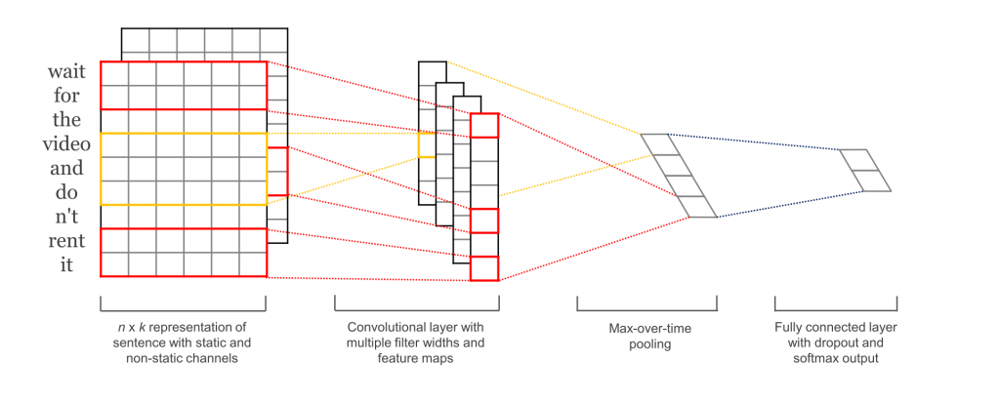 wait
for
the
video
and
do
n't
rent
it
n x k representation of
sentence with static and
non-static channels
Convolutional layer with
multiple filter widths and
feature maps
Max-over-time
pooling
Fully connected layer
with dropout and
softmax output